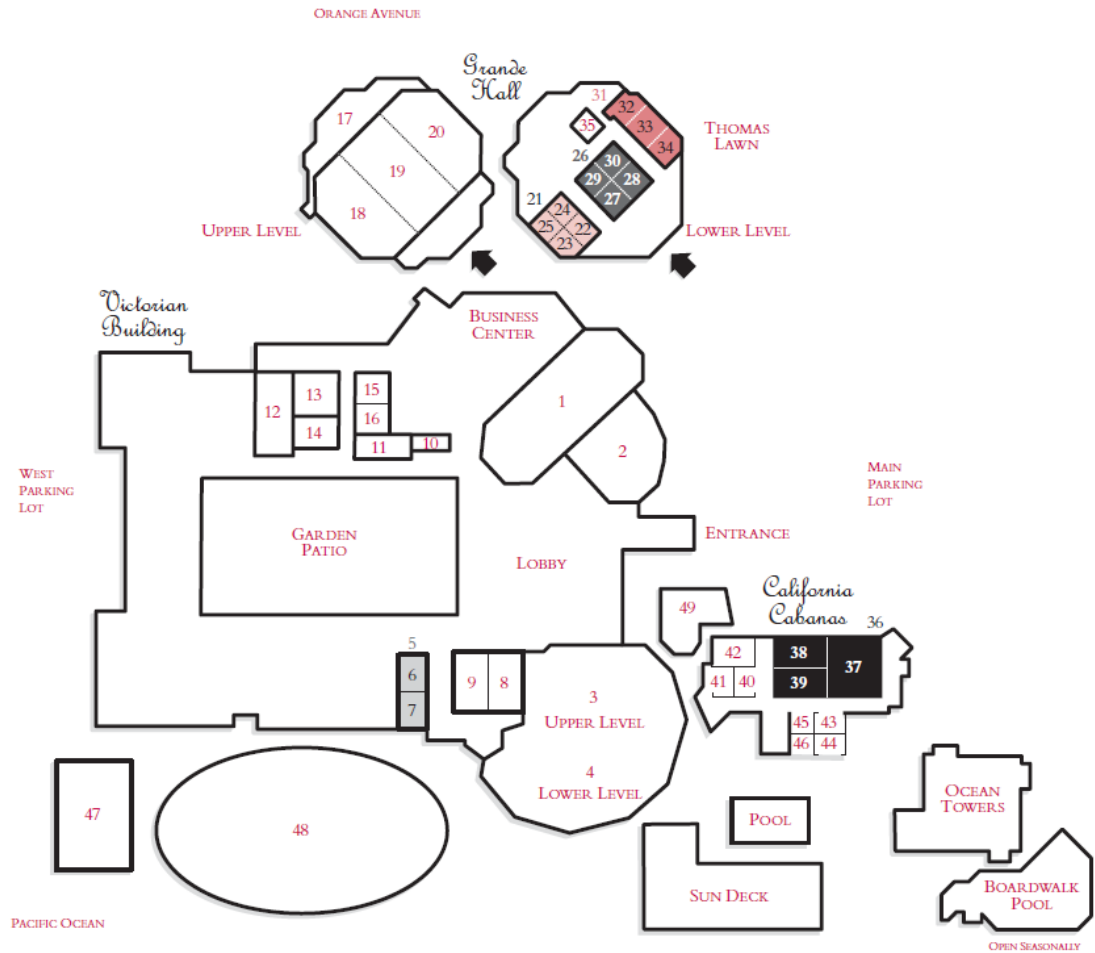 ORANGE AVENUE
Grande
Hall
17
20
19
18
UPPER LEVEL
31
32
33
34
35
THOMAS
LAWN
26
30
29
28
27
21
24
25
22
23
LOWER LEVEL
Victorian
Building
BUSINESS
CENTER
1
2
12
13
14
15
16
11
10
WEST
PARKING
LOT
MAIN
PARKING
LOT
GARDEN
PATIO
LOBBY
ENTRANCE
California
Cabanas
49
36
42
41
40
38
39
37
45
43
46
44
5
6
7
9
8
3
UPPER LEVEL
4
LOWER LEVEL
47
48
POOL
SUN DECK
OCEAN
TOWERS
BOARDWALK
POOL
OPEN SEASONALLY
PACIFIC OCEAN